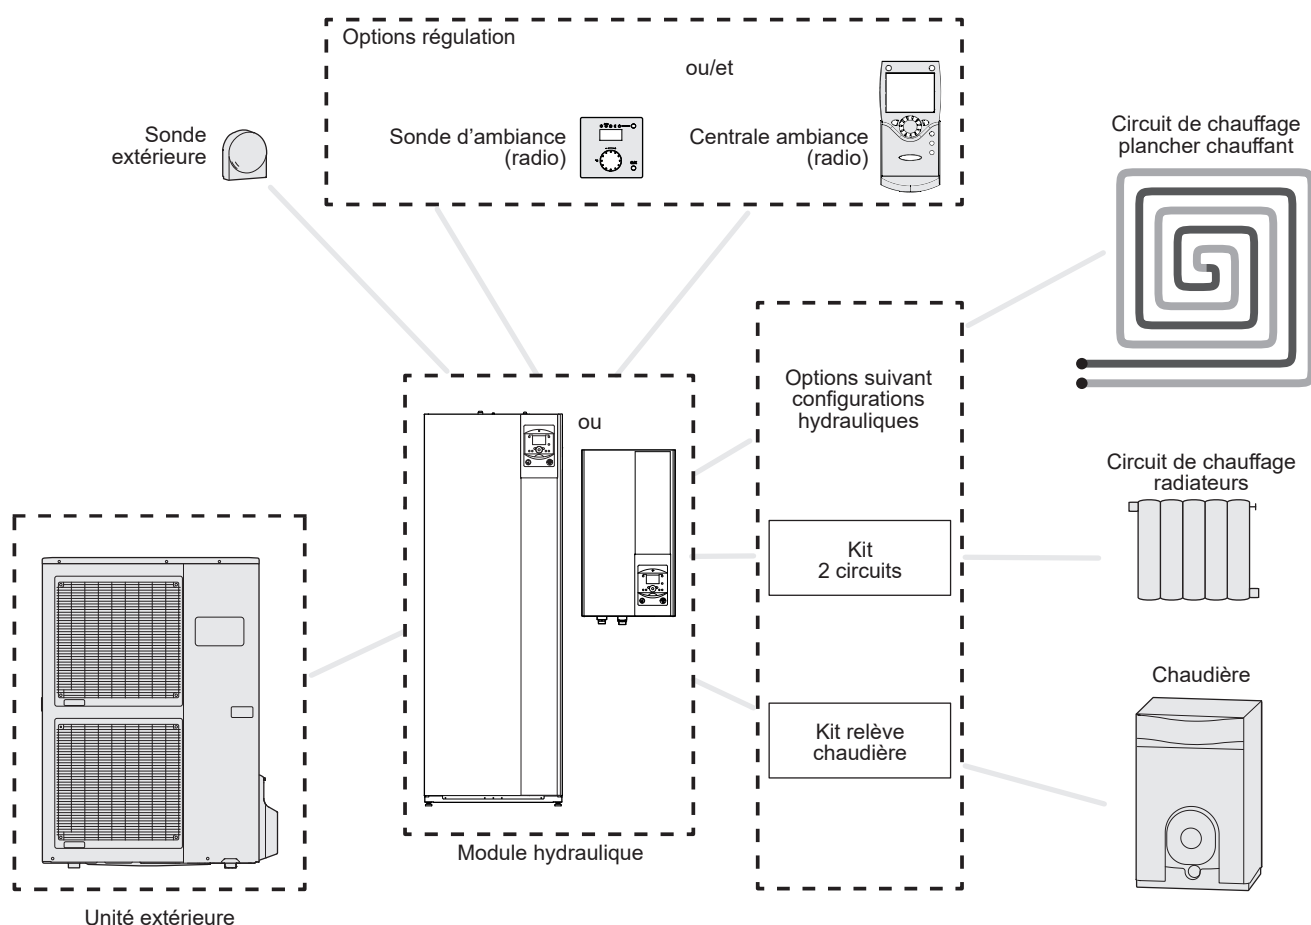 Options régulation
ou/et
Sonde
extérieure
Sonde d'ambiance
(radio)
Centrale ambiance
(radio)
Circuit de chauffage
plancher chauffant
Options suivant
configurations
hydrauliques
ou
Circuit de chauffage
radiateurs
Kit
2 circuits
Chaudière
Kit relève
chaudière
Module hydraulique
Unité extérieure